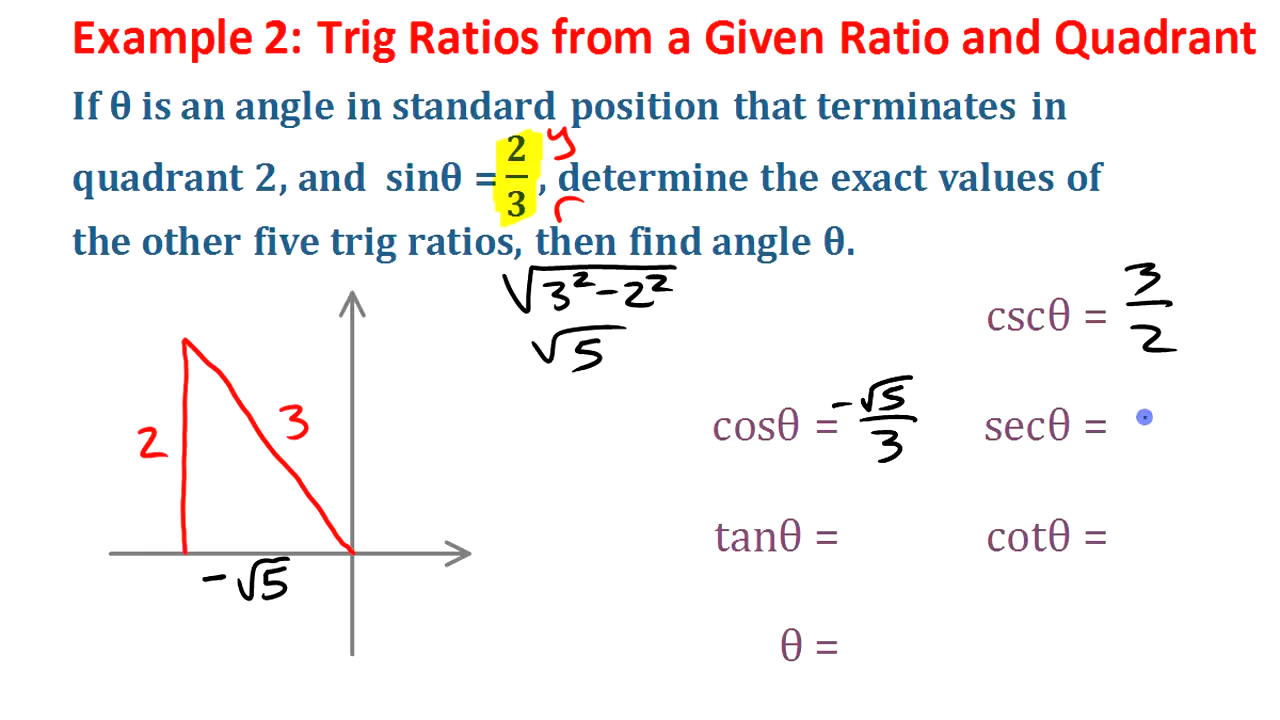 Example 2: Trig Ratios from a Given Ratio and Quadrant
If θ is an angle in standard position that terminates in
quadrant 2, and sinθ = 2/3, determine the exact values of
y
r
the other five trig ratios, then find angle θ.
√(3²-2²)
√5
cscθ = 3/2
cosθ = -√5/3
secθ =
tanθ =
cotθ =
θ =
2
3
-√5